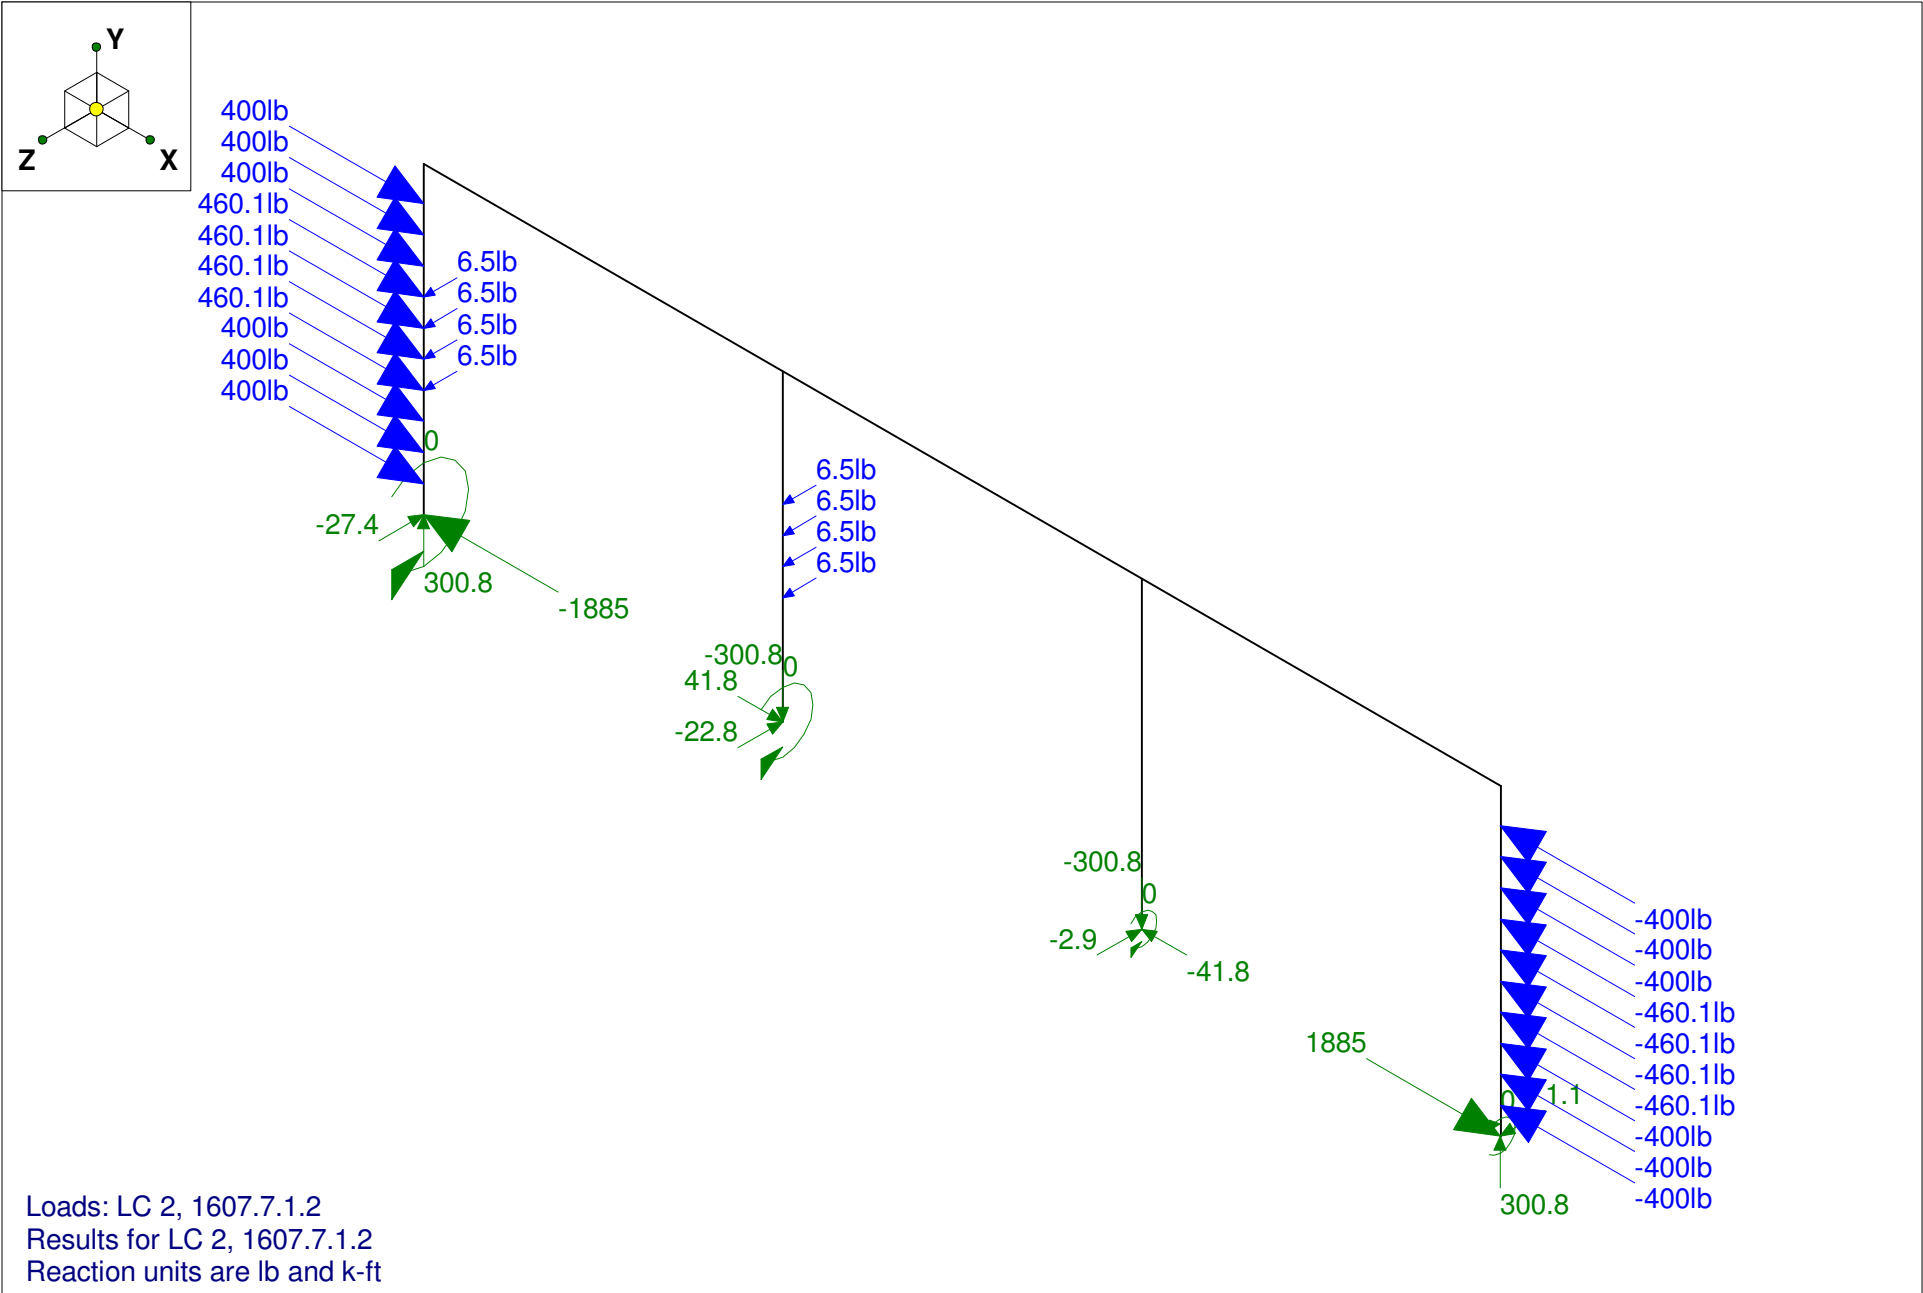 Y
Z
X
400lb
400lb
400lb
460.1lb
460.1lb
460.1lb
460.1lb
400lb
400lb
400lb
6.5lb
6.5lb
6.5lb
6.5lb
0
-27.4
300.8
-1885
6.5lb
6.5lb
6.5lb
6.5lb
-300.8
0
41.8
-22.8
-300.8
0
-2.9
-41.8
-400lb
-400lb
-400lb
-460.1lb
-460.1lb
-460.1lb
-460.1lb
-400lb
-400lb
-400lb
1885
0
1.1
300.8
Loads: LC 2, 1607.7.1.2
Results for LC 2, 1607.7.1.2
Reaction units are lb and k-ft